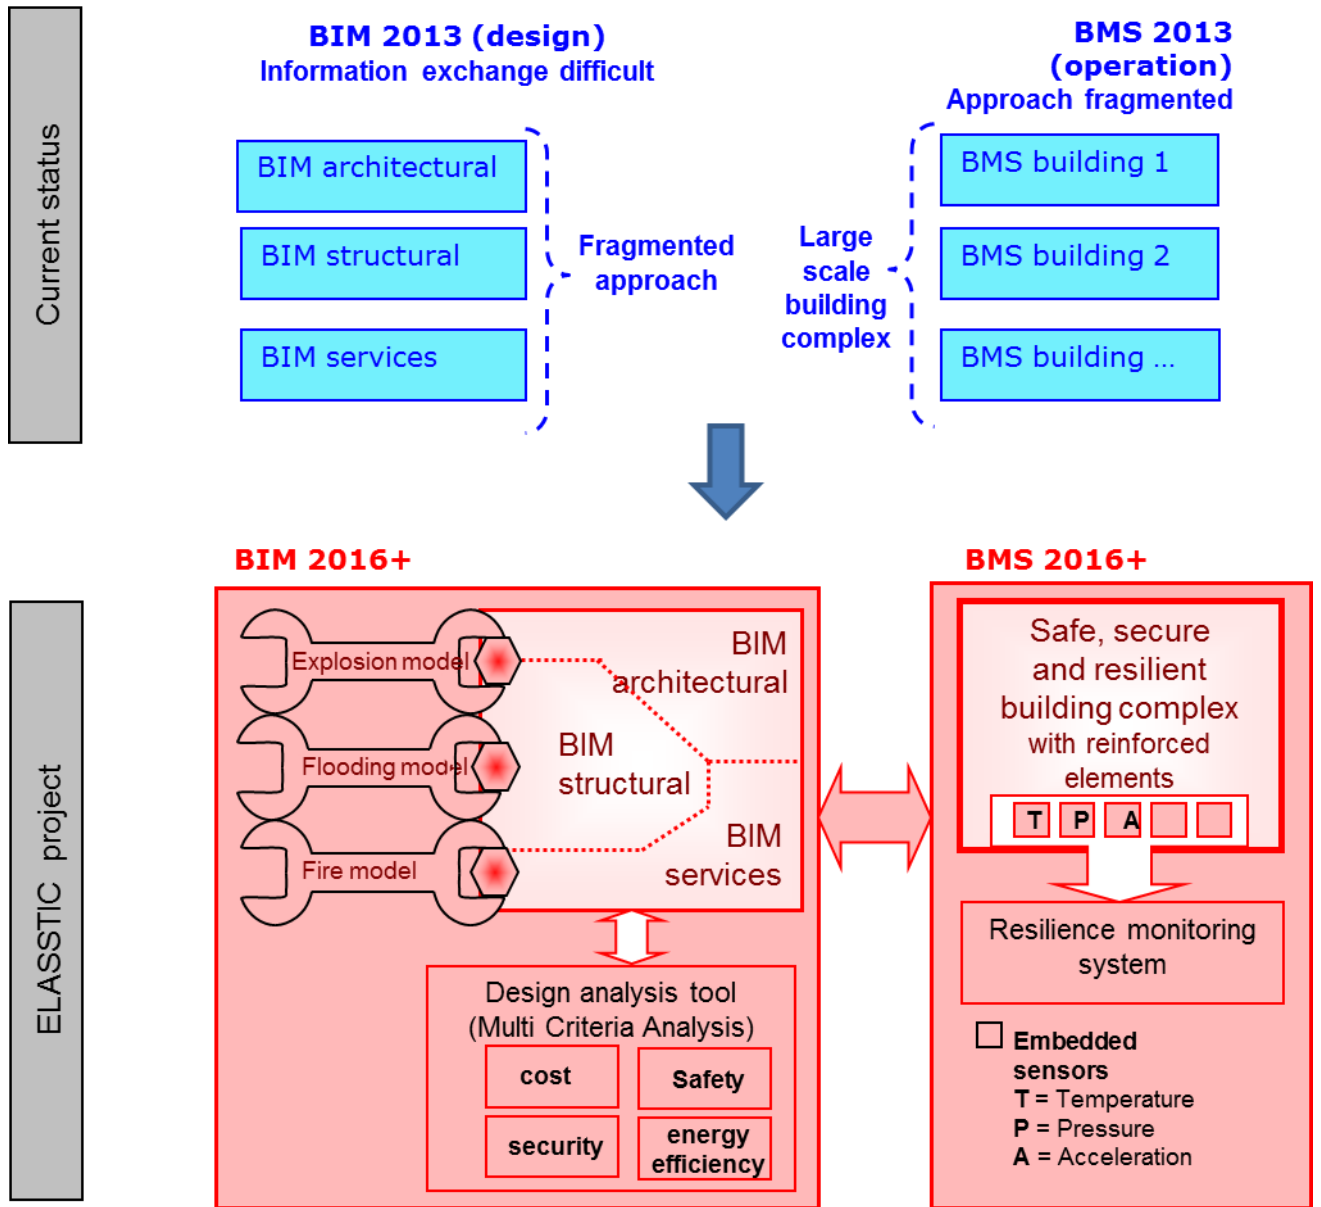 Current status
BIM 2013 (design)
Information exchange difficult
BIM architectural
BIM structural
BIM services
Fragmented
approach
BMS 2013
(operation)
Approach fragmented
Large
scale
building
complex
BMS building 1
BMS building 2
BMS building ...
ELASSTIC project
BIM 2016+
Explosion model
Flooding model
Fire model
BIM
architectural
BIM
structural
BIM
services
Design analysis tool
(Multi Criteria Analysis)
cost
Safety
security
energy
efficiency
BMS 2016+
Safe, secure
and resilient
building complex
with reinforced
elements
T P A
Resilience monitoring
system
Embedded
sensors
T = Temperature
P = Pressure
A = Acceleration